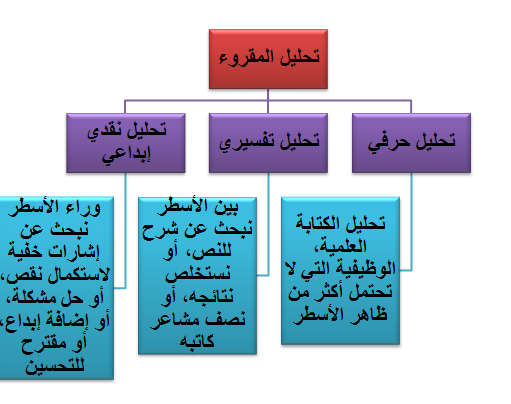 تحليل المقروء
تحليل حرفي
تحليل تفسيري
تحليل نقدي
إبداعي
تحليل الكتابة
العلمية،
الوظيفية التي لا
تحتمل أكثر من
ظاهر الأسطر
بين الأسطر
نبحث عن شرح
للنص، أو
نستخلص
نتائجه، أو
نصف مشاعر
كاتبه
وراء الأسطر
نبحث عن
إشارات خفية
لاستكمال نقص،
أو حل مشكلة،
أو إضافة إبداع،
أو مقترح
للتحسين